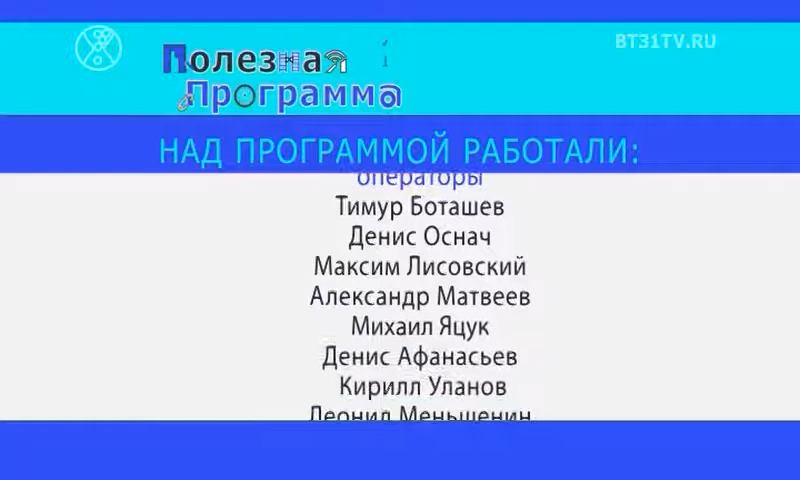 BT31TV.RU
Полезная
Программа
НАД ПРОГРАММОЙ РАБОТАЛИ:
операторы
Тимур Боташев
Денис Оснач
Максим Лисовский
Александр Матвеев
Михаил Яцук
Денис Афанасьев
Кирилл Уланов
Леонид Меньшенин